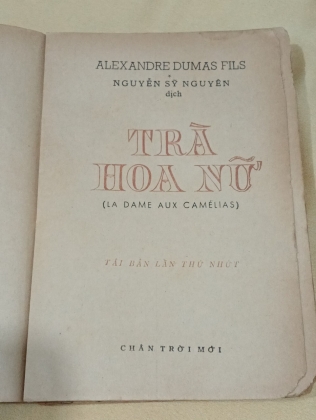 ALEXANDRE DUMAS FILS
NGUYỄN SỸ NGUYÊN
dịch
TRÀ
HOA NỮ
(LA DAME AUX CAMÉLIAS)
TÁI BẢN LẦN THỨ NHỨT
CHÂN TRỜI MỚI